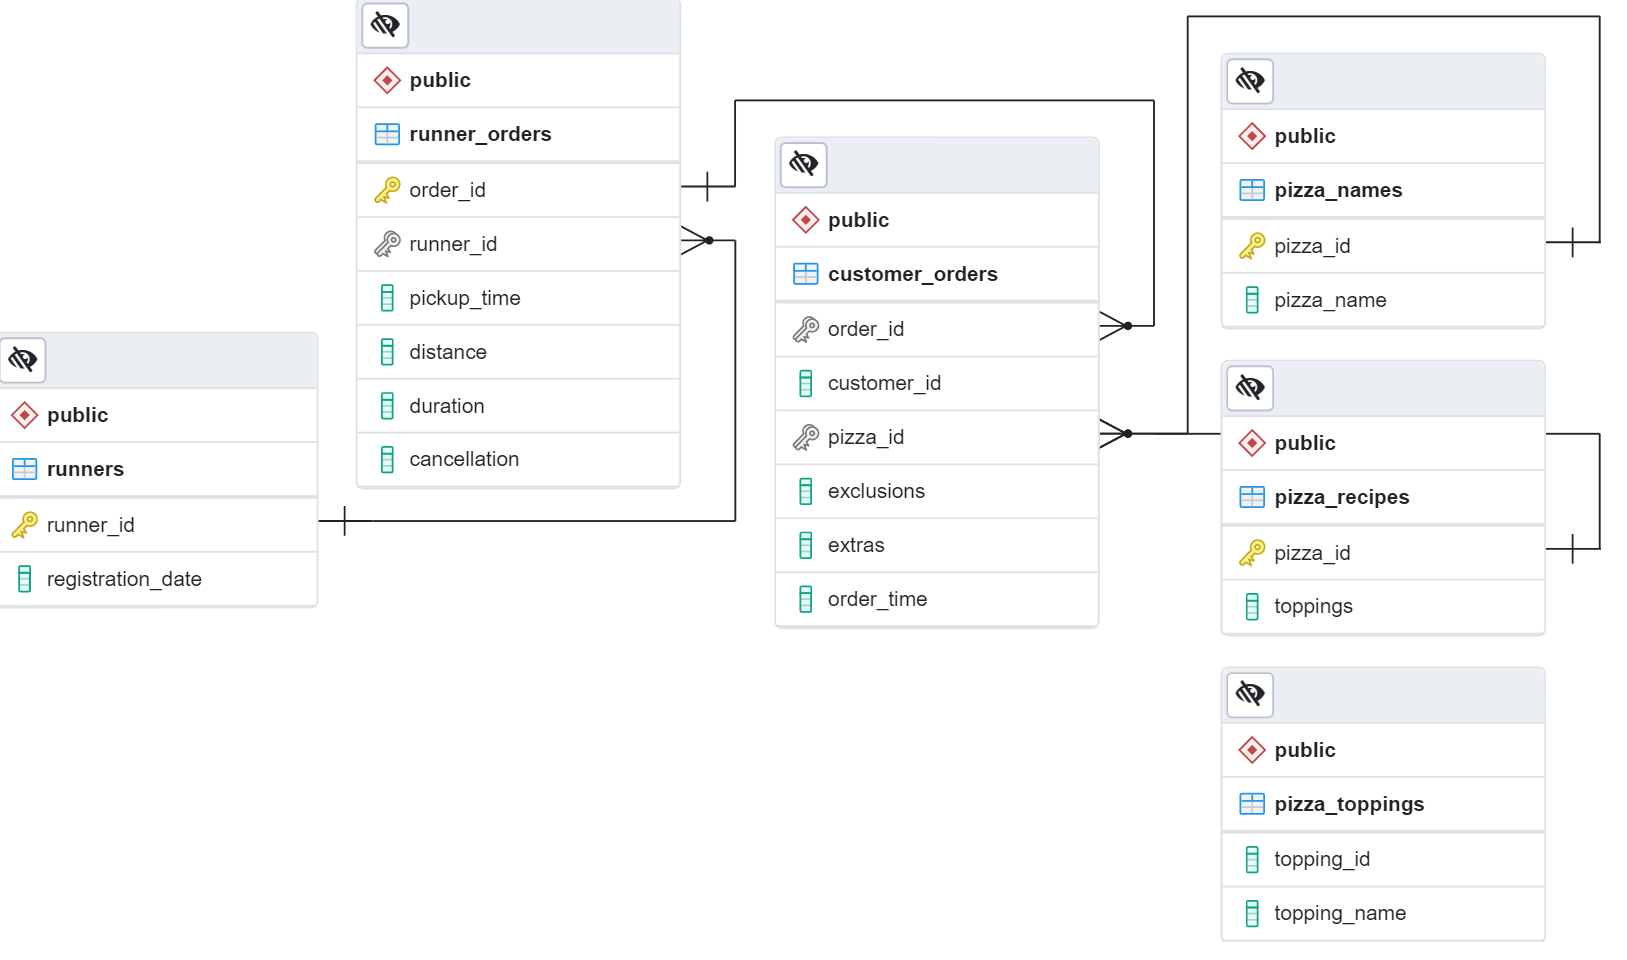 public
runners
runner_id
registration_date
public
runner_orders
order_id
runner_id
pickup_time
distance
duration
cancellation
public
customer_orders
order_id
customer_id
pizza_id
exclusions
extras
order_time
public
pizza_names
pizza_id
pizza_name
public
pizza_recipes
pizza_id
toppings
public
pizza_toppings
topping_id
topping_name